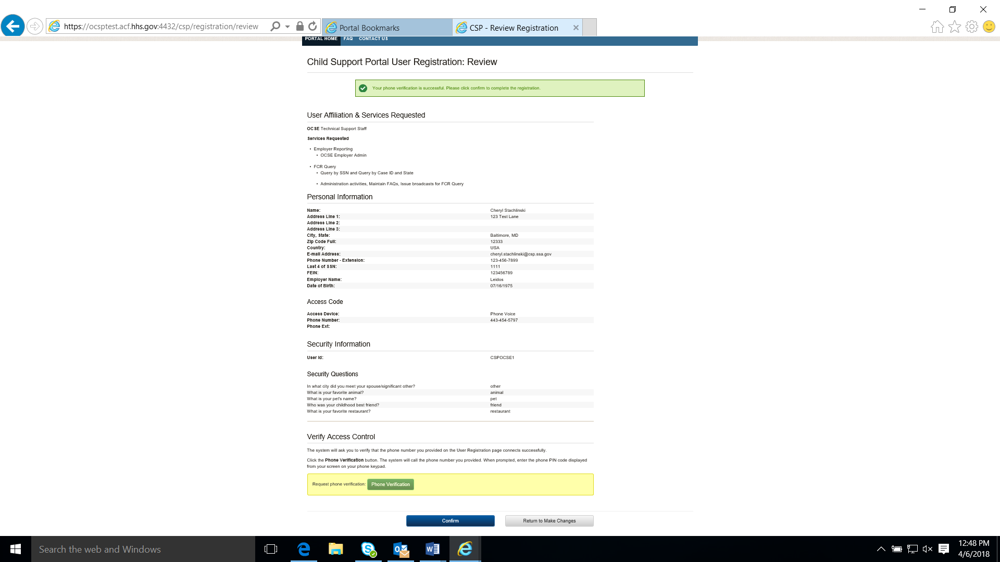 https://ocsptest.acf.hhs.gov:4432/csp/registration/review
Portal Bookmarks
CSP - Review Registration
PORTAL HOME FAQ CONTACT US
Child Support Portal User Registration: Review
Your phone verification is successful. Please click confirm to complete the registration.
User Affiliation & Services Requested
OCSE Technical Support Staff
Services Requested
• Employer Reporting
• OCSE Employer Admin
• FCR Query
• Query by SSN and Query by Case ID and State
• Administration activities, Maintain FAQs, Issue broadcasts for FCR Query
Personal Information
Name: Cheryl Stachlinski
Address Line 1: 123 Test Lane
Address Line 2:
Address Line 3:
City, State: Baltimore, MD
Zip Code Full: 12333
Country: USA
E-mail Address: cheryl.stachlinski@csp.ssa.gov
Phone Number - Extension: 123-456-7899
Last 4 of SSN: 1111
FEIN: 123456789
Employer Name: Leidos
Date of Birth: 07/16/1975
Access Code
Access Device: Phone Voice
Phone Number: 443-454-5797
Phone Ext:
Security Information
User Id: CSPOCSE1
Security Questions
In what city did you meet your spouse/significant other? other
What is your favorite animal? animal
What is your pet's name? pet
Who was your childhood best friend? friend
What is your favorite restaurant? restaurant
Verify Access Control
The system will ask you to verify that the phone number you provided on the User Registration page connects successfully.
Click the Phone Verification button. The system will call the phone number you provided. When prompted, enter the phone PIN code displayed
from your screen on your phone keypad.
Request phone verification: Phone Verification
Confirm
Return to Make Changes
Search the web and Windows
12:48 PM
4/6/2018